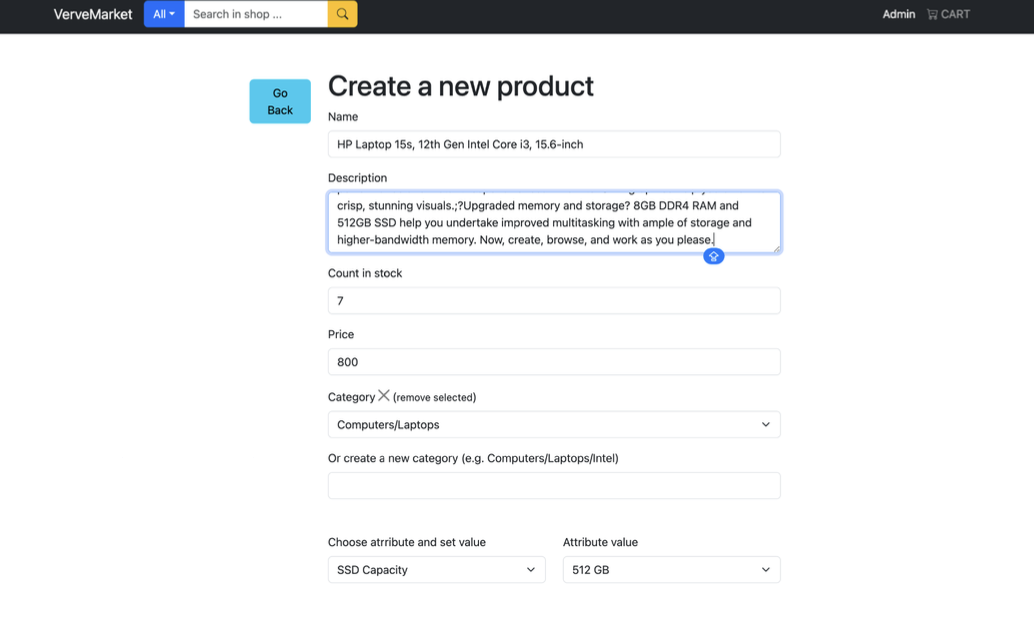 VerveMarket All Search in shop ... Admin CART
Go
Back
Create a new product
Name
HP Laptop 15s, 12th Gen Intel Core i3, 15.6-inch
Description
crisp, stunning visuals.;?Upgraded memory and storage? 8GB DDR4 RAM and
512GB SSD help you undertake improved multitasking with ample of storage and
higher-bandwidth memory. Now, create, browse, and work as you please.
Count in stock
7
Price
800
Category (remove selected)
Computers/Laptops
Or create a new category (e.g. Computers/Laptops/Intel)
Choose atrribute and set value Attribute value
SSD Capacity 512 GB